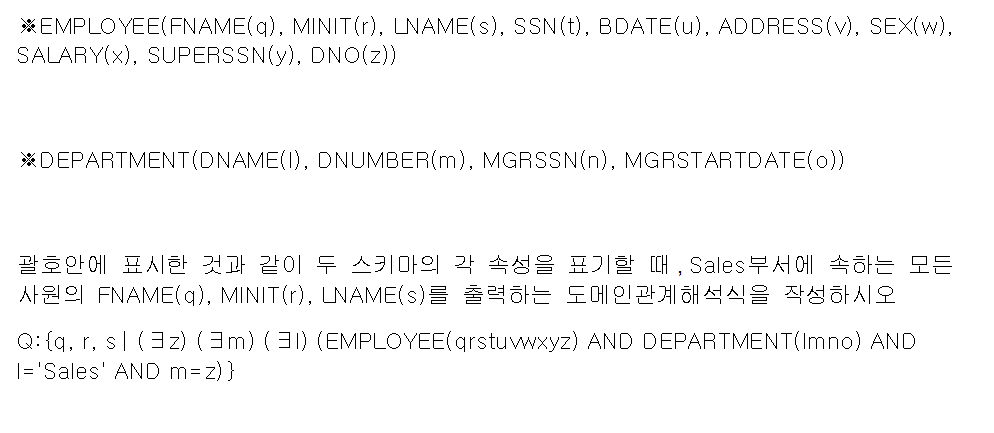 ※EMPLOYEE(FNAME(q), MINIT(r), LNAME(s), SSN(t), BDATE(u), ADDRESS(v), SEX(w),
SALARY(x), SUPERSSN(y), DNO(z))
※DEPARTMENT(DNAME(l), DNUMBER(m), MGRSSN(n), MGRSTARTDATE(o))
괄호안에 표시한 것과 같이 두 스키마의 각 속성을 표기할 때 , Sales부서에 속하는 모든
사원의 FNAME(q), MINIT(r), LNAME(s)를 출력하는 도메인관계해석식을 작성하시오
Q:{q, r, s| (∃z) (∃m) (∃l) (EMPLOYEE(qrstuvwxyz) AND DEPARTMENT(lmno) AND
l='Sales' AND m=z)}